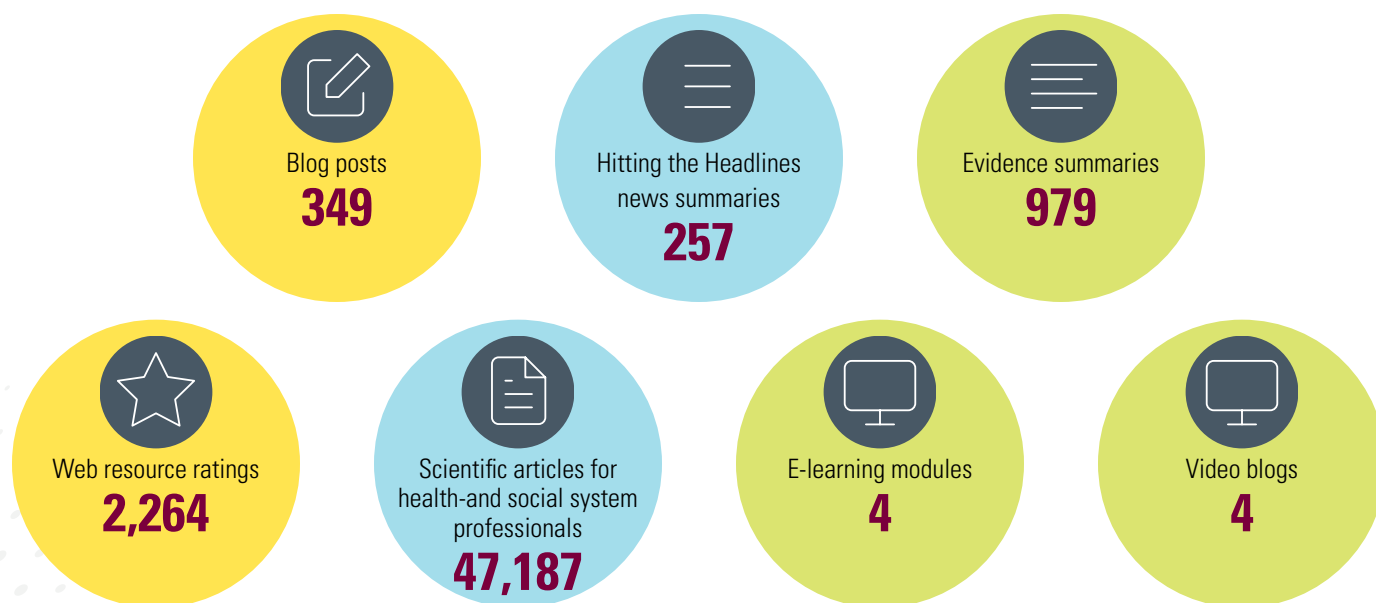 Blog posts
349
Hitting the Headlines
news summaries
257
Evidence summaries
979
Web resource ratings
2,264
Scientific articles for
health-and social system
professionals
47,187
E-learning modules
4
Video blogs
4